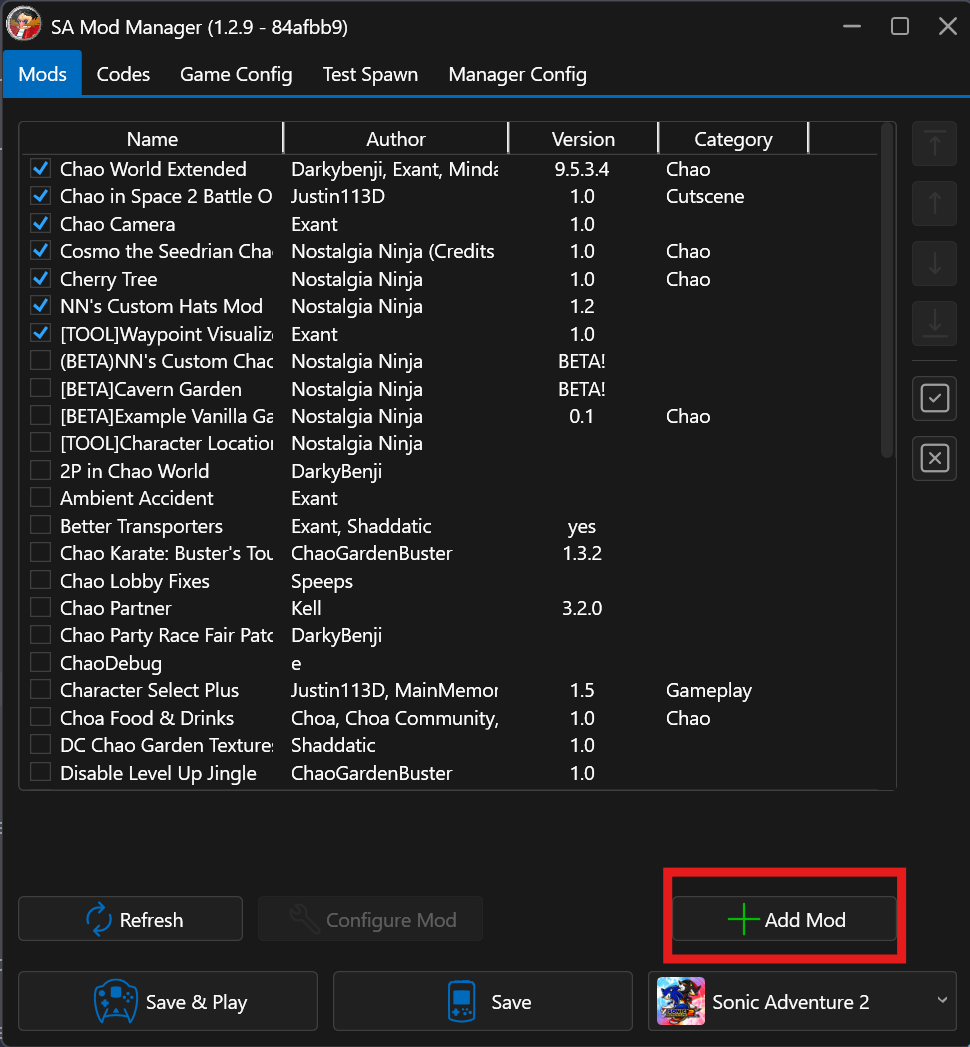 SA Mod Manager (1.2.9 - 84afbb9)
Mods Codes Game Config Test Spawn Manager Config
Name Author Version Category
Chao World Extended Darkybenji, Exant, Minda 9.5.3.4 Chao
Chao in Space 2 Battle O Justin113D 1.0 Cutscene
Chao Camera Exant 1.0
Cosmo the Seedrian Chao Nostalgia Ninja (Credits 1.0 Chao
Cherry Tree Nostalgia Ninja 1.0 Chao
NN's Custom Hats Mod Nostalgia Ninja 1.2
[TOOL]Waypoint Visualize Exant 1.0
(BETA)NN's Custom Chao Nostalgia Ninja BETA!
[BETA]Cavern Garden Nostalgia Ninja BETA!
[BETA]Example Vanilla Ga Nostalgia Ninja 0.1 Chao
[TOOL]Character Location Nostalgia Ninja
2P in Chao World DarkyBenji
Ambient Accident Exant
Better Transporters Exant, Shaddatic yes
Chao Karate: Buster's Tou ChaoGardenBuster 1.3.2
Chao Lobby Fixes Speeps
Chao Partner Kell 3.2.0
Chao Party Race Fair Patc DarkyBenji
ChaoDebug e
Character Select Plus Justin113D, MainMemor 1.5 Gameplay
Choa Food & Drinks Choa, Choa Community, 1.0 Chao
DC Chao Garden Textures Shaddatic 1.0
Disable Level Up Jingle ChaoGardenBuster 1.0
Refresh Configure Mod Add Mod
Save & Play Save Sonic Adventure 2